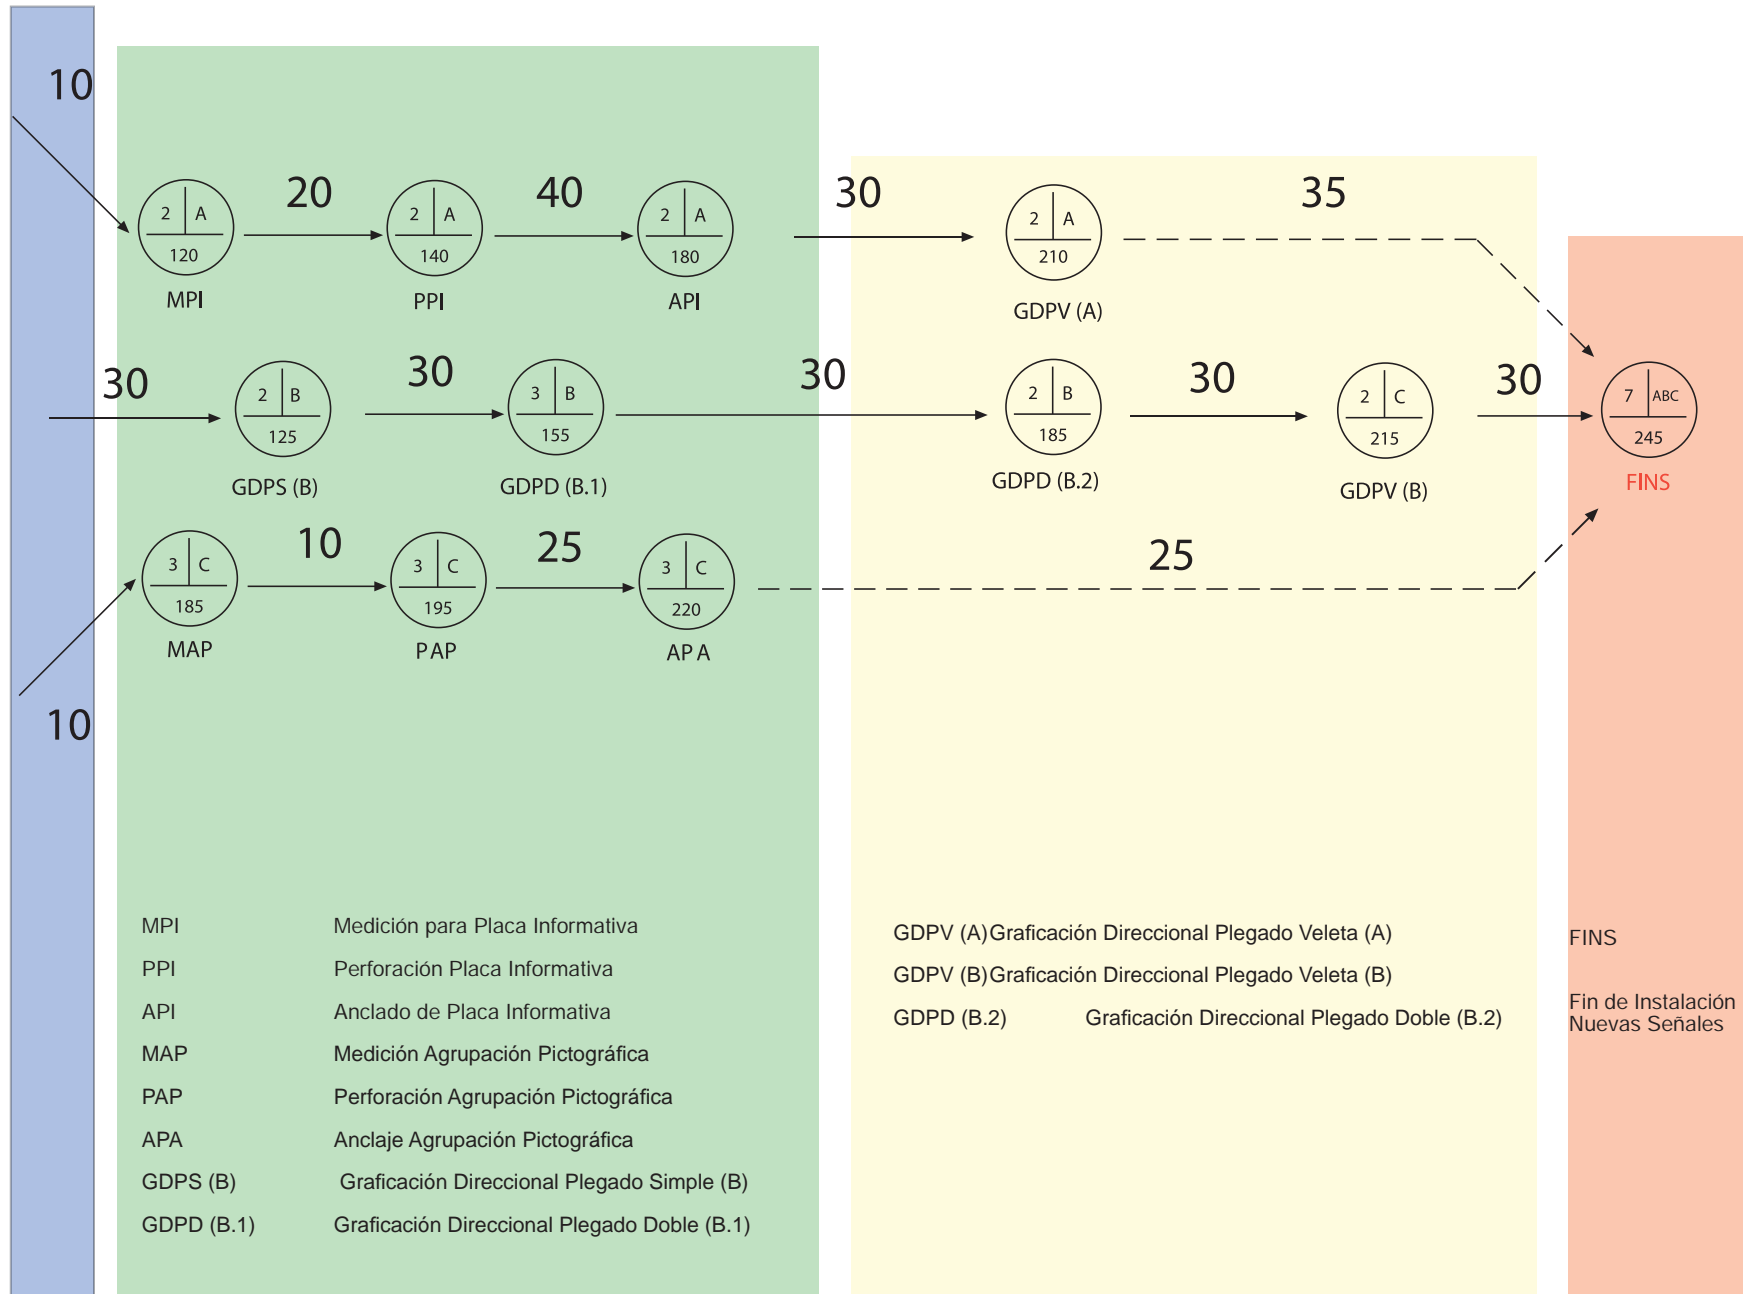 10
20
40
30
35
2 A
120
MPI
2 A
140
PPI
2 A
180
API
2 A
210
GDPV (A)
30
30
30
30
30
2 B
125
GDPS (B)
3 B
155
GDPD (B.1)
2 B
185
GDPD (B.2)
2 C
215
GDPV (B)
7 ABC
245
FINS
10
25
25
3 C
185
MAP
3 C
195
PAP
3 C
220
APA
10
MPI Medición para Placa Informativa
PPI Perforación Placa Informativa
API Anclado de Placa Informativa
MAP Medición Agrupación Pictográfica
PAP Perforación Agrupación Pictográfica
APA Anclaje Agrupación Pictográfica
GDPS (B) Graficación Direccional Plegado Simple (B)
GDPD (B.1) Graficación Direccional Plegado Doble (B.1)
GDPV (A) Graficación Direccional Plegado Veleta (A)
GDPV (B) Graficación Direccional Plegado Veleta (B)
GDPD (B.2) Graficación Direccional Plegado Doble (B.2)
FINS
Fin de Instalación
Nuevas Señales